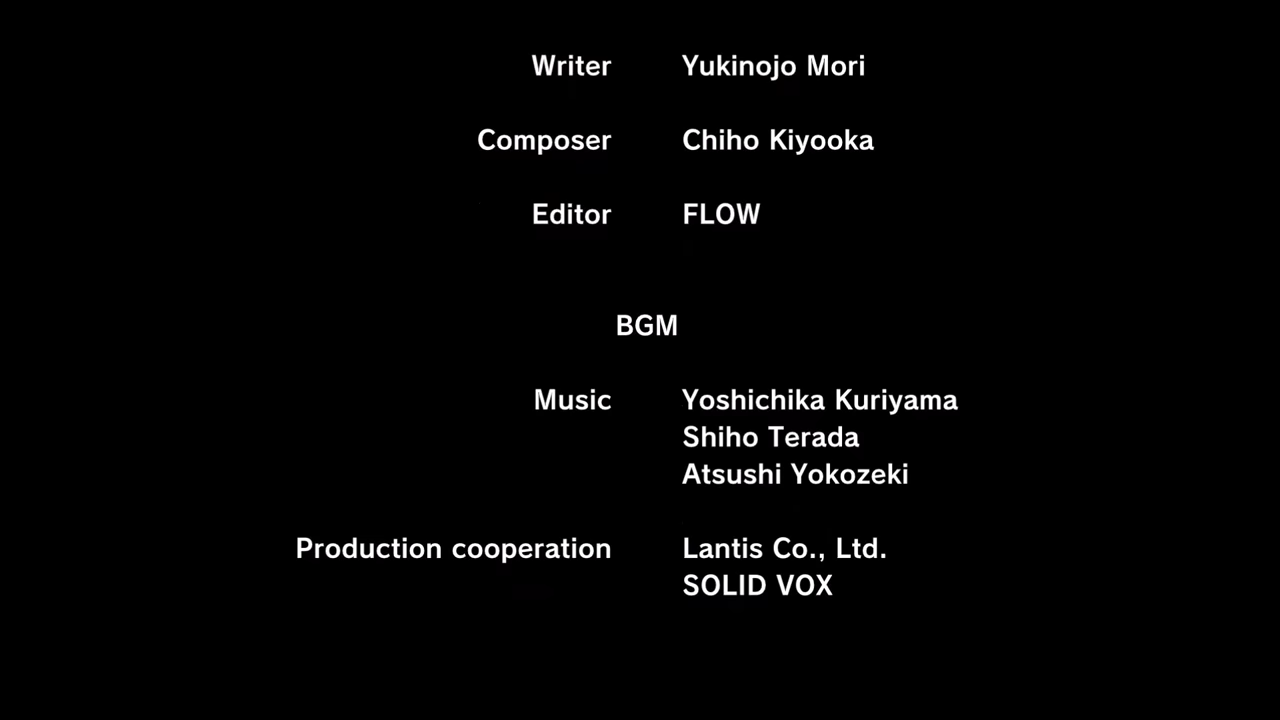 Writer Yukinojo Mori
Composer Chiho Kiyooka
Editor FLOW
BGM
Music Yoshichika Kuriyama
Shiho Terada
Atsushi Yokozeki
Production cooperation Lantis Co., Ltd.
SOLID VOX